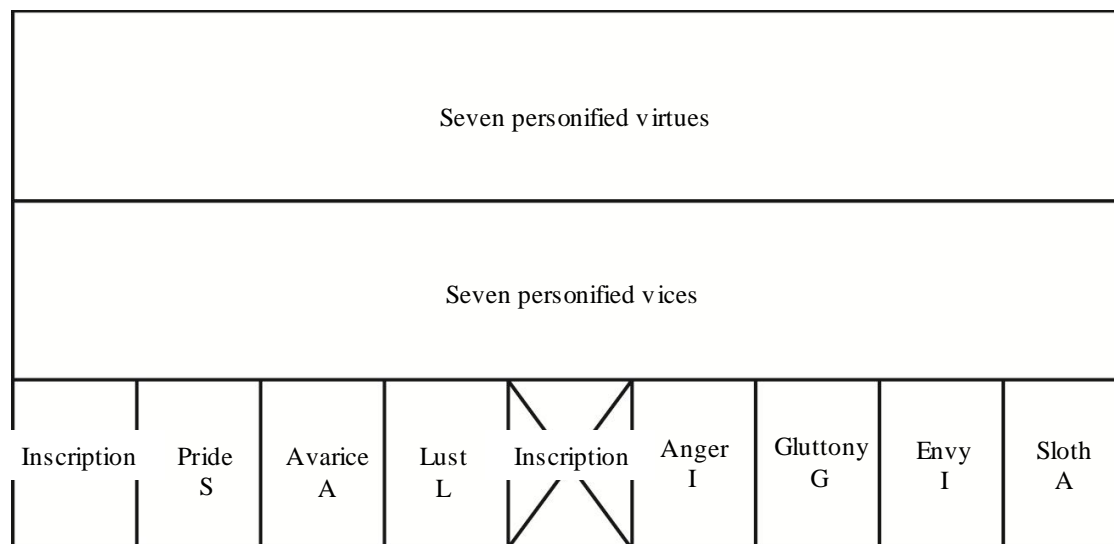 Seven personified virtues
Seven personified vices
Inscription
Pride
S
Avarice
A
Lust
L
Inscription
Anger
I
Gluttony
G
Envy
I
Sloth
A